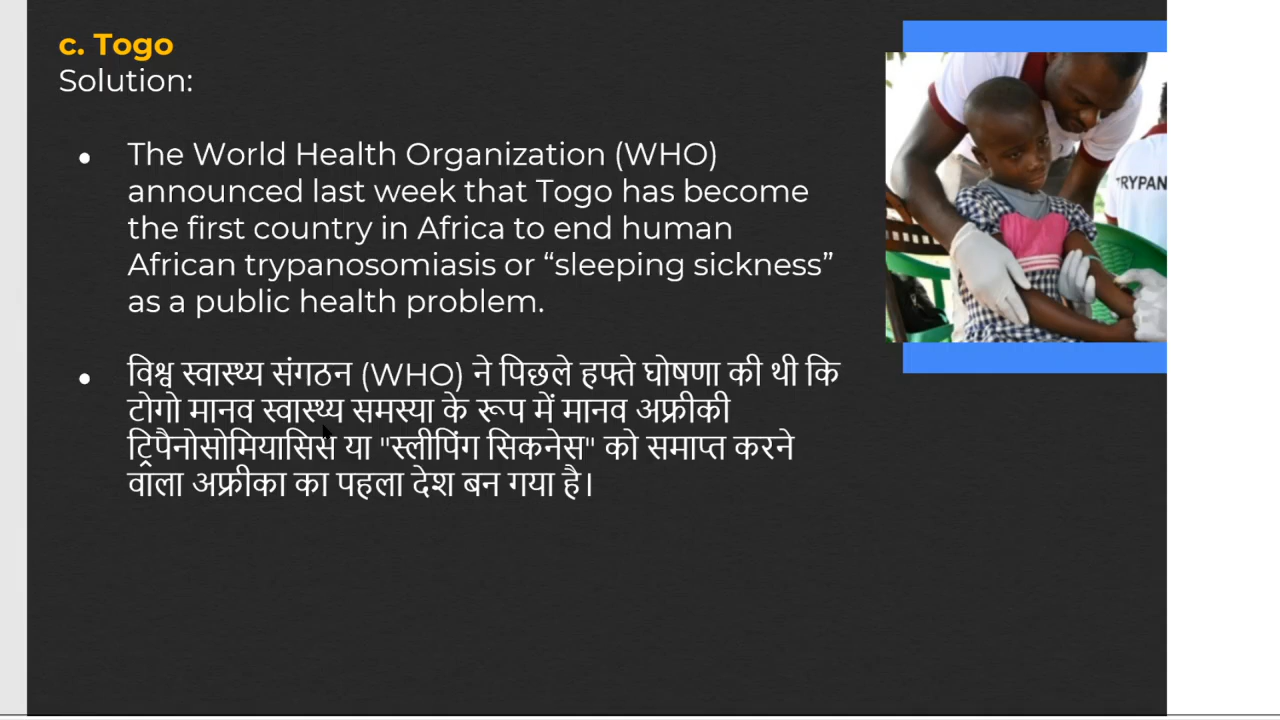 c. Togo
Solution:
● The World Health Organization (WHO)
announced last week that Togo has become
the first country in Africa to end human
African trypanosomiasis or “sleeping sickness”
as a public health problem.
● विश्व स्वास्थ्य संगठन (WHO) ने पिछले हफ्ते घोषणा की थी कि
टोगो मानव स्वास्थ्य समस्या के रूप में मानव अफ्रीकी
ट्रिपैनोसोमियासिस या "स्लीपिंग सिकनेस" को समाप्त करने
वाला अफ्रीका का पहला देश बन गया है।
TRYPAN